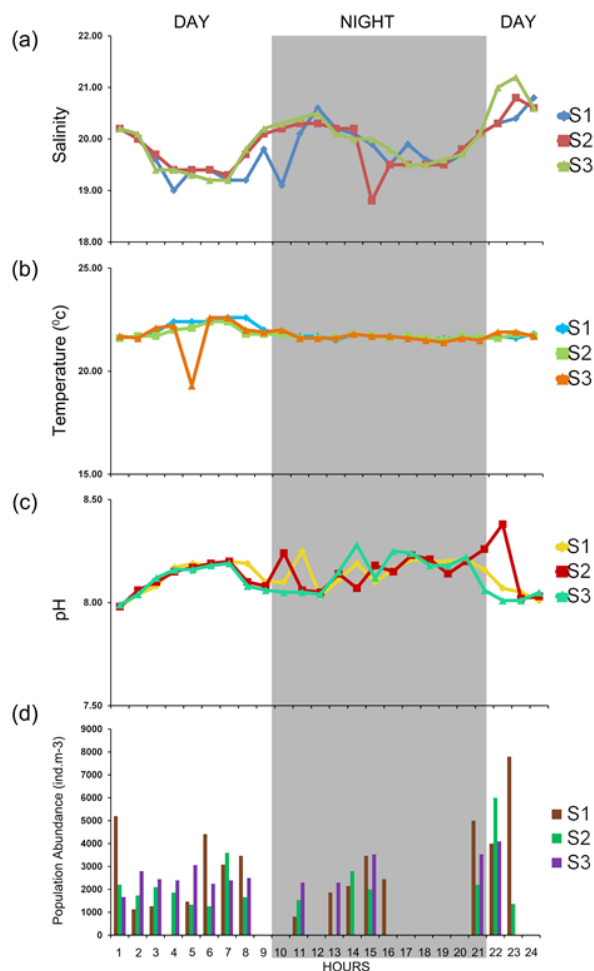 DAY NIGHT DAY
(a)
22.00
21.00
20.00
19.00
18.00
Salinity
S1
S2
S3
(b)
25.00
20.00
15.00
Temperature (⁰c)
S1
S2
S3
(c)
8.50
8.00
7.50
pH
S1
S2
S3
(d)
9000
8000
7000
6000
5000
4000
3000
2000
1000
0
Population Abundance (ind.m-3)
S1
S2
S3
1 2 3 4 5 6 7 8 9 10 11 12 13 14 15 16 17 18 19 20 21 22 23 24
HOURS